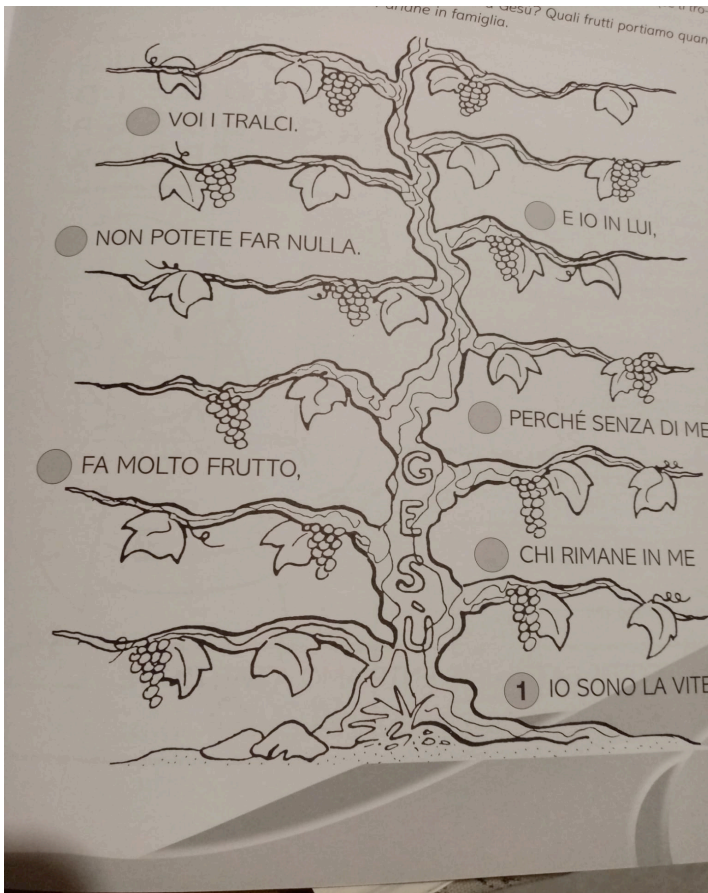 Gesù? Quali frutti portiamo quan
in famiglia.
VOI I TRALCI.
E IO IN LUI,
NON POTETE FAR NULLA.
PERCHÉ SENZA DI ME
FA MOLTO FRUTTO,
CHI RIMANE IN ME
1 IO SONO LA VITE
GESÙ